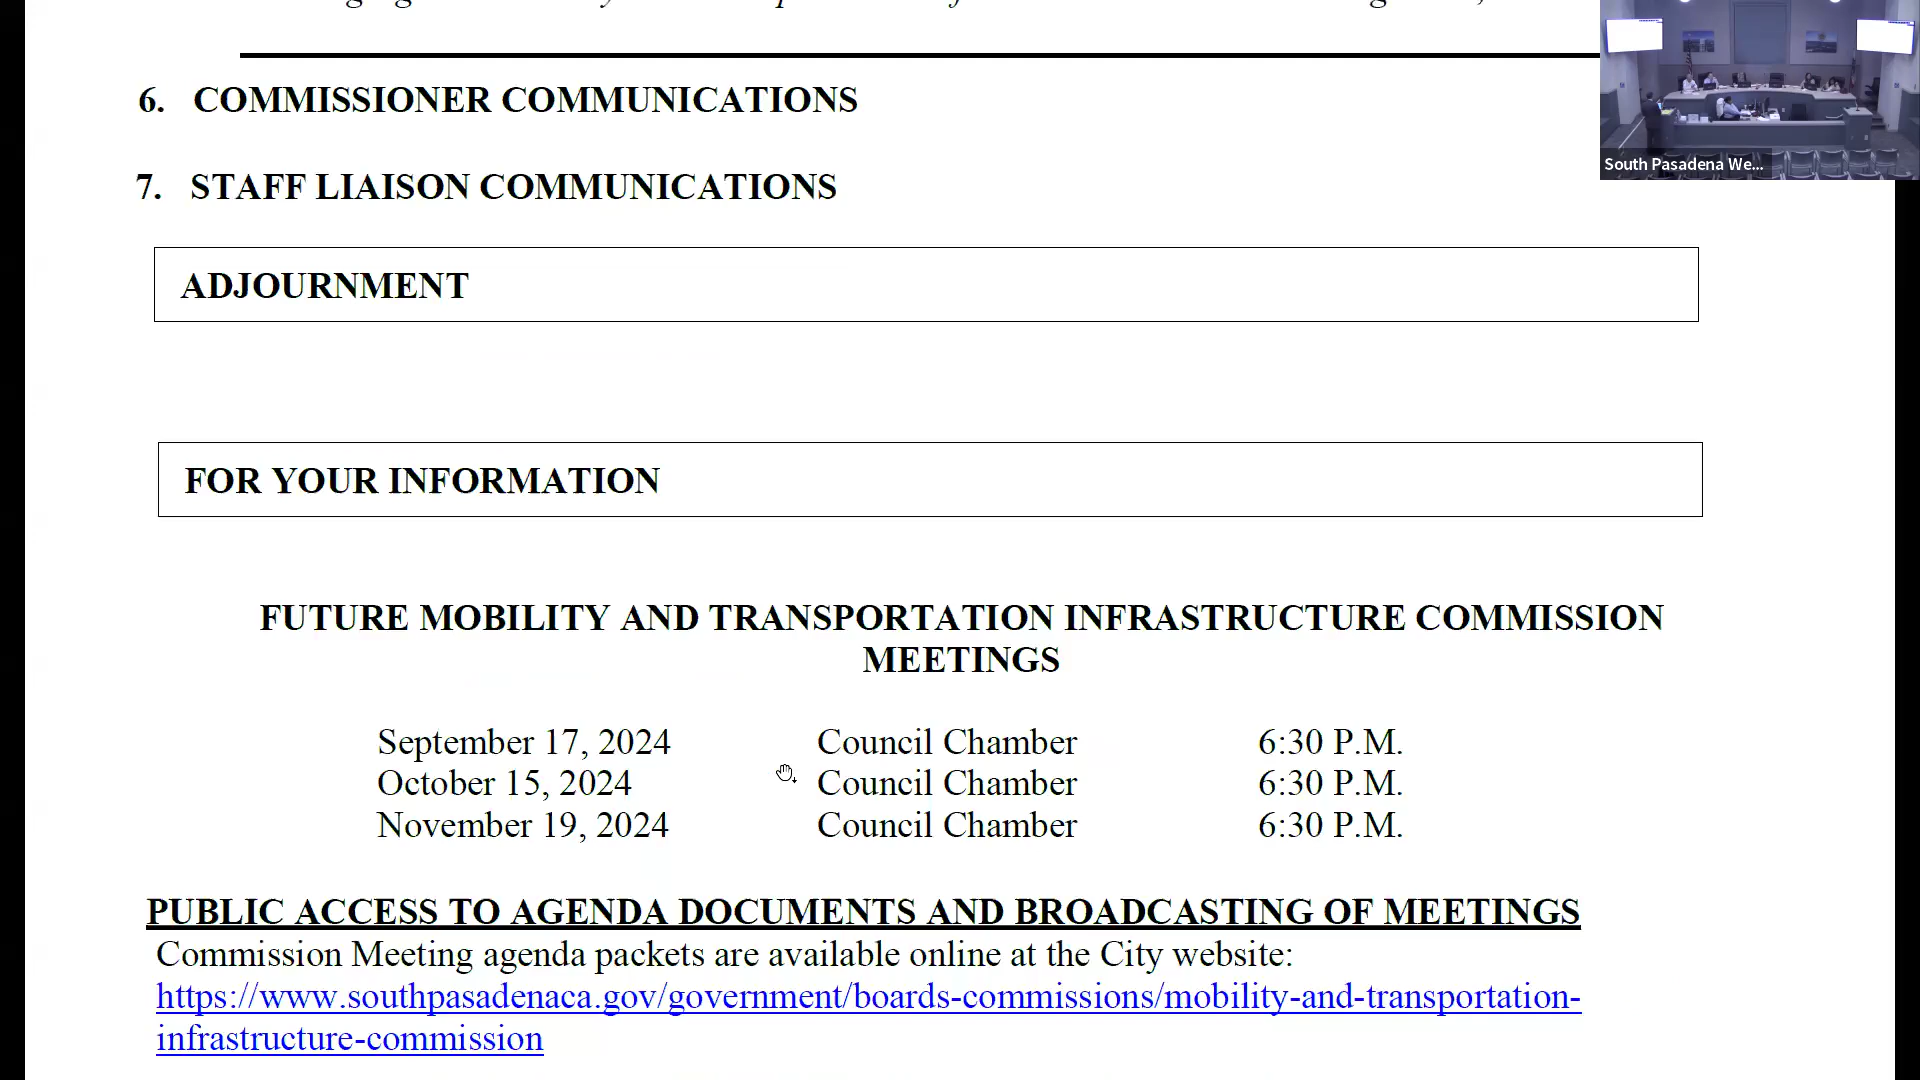 6. COMMISSIONER COMMUNICATIONS
7. STAFF LIAISON COMMUNICATIONS
ADJOURNMENT
FOR YOUR INFORMATION
FUTURE MOBILITY AND TRANSPORTATION INFRASTRUCTURE COMMISSION
MEETINGS
September 17, 2024 Council Chamber 6:30 P.M.
October 15, 2024 Council Chamber 6:30 P.M.
November 19, 2024 Council Chamber 6:30 P.M.
PUBLIC ACCESS TO AGENDA DOCUMENTS AND BROADCASTING OF MEETINGS
Commission Meeting agenda packets are available online at the City website:
https://www.southpasadenaca.gov/government/boards-commissions/mobility-and-transportation-
infrastructure-commission
South Pasadena We...